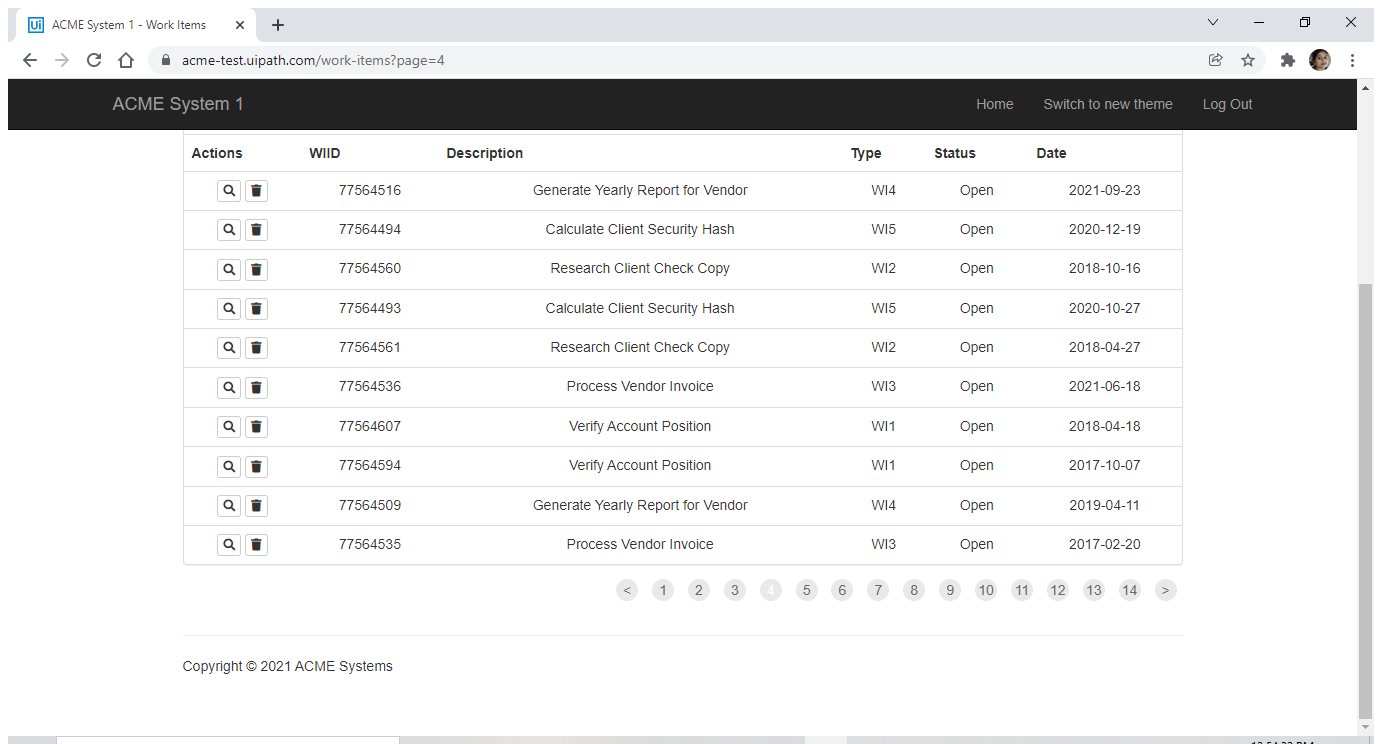 Ui ACME System 1 - Work Items
acme-test.uipath.com/work-items?page=4
ACME System 1 Home Switch to new theme Log Out
Actions WIID Description Type Status Date
77564516 Generate Yearly Report for Vendor WI4 Open 2021-09-23
77564494 Calculate Client Security Hash WI5 Open 2020-12-19
77564560 Research Client Check Copy WI2 Open 2018-10-16
77564493 Calculate Client Security Hash WI5 Open 2020-10-27
77564561 Research Client Check Copy WI2 Open 2018-04-27
77564536 Process Vendor Invoice WI3 Open 2021-06-18
77564607 Verify Account Position WI1 Open 2018-04-18
77564594 Verify Account Position WI1 Open 2017-10-07
77564509 Generate Yearly Report for Vendor WI4 Open 2019-04-11
77564535 Process Vendor Invoice WI3 Open 2017-02-20
< 1 2 3 4 5 6 7 8 9 10 11 12 13 14 >
Copyright © 2021 ACME Systems